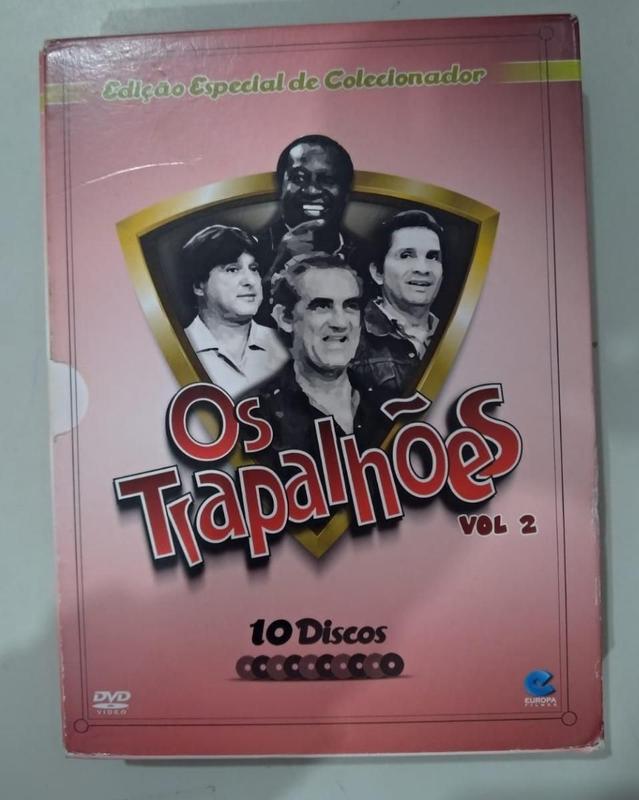 Edição Especial de Colecionador
Os
Trapalhões
VOL 2
10 Discos
DVD
VIDEO
EUROPA
FILMES